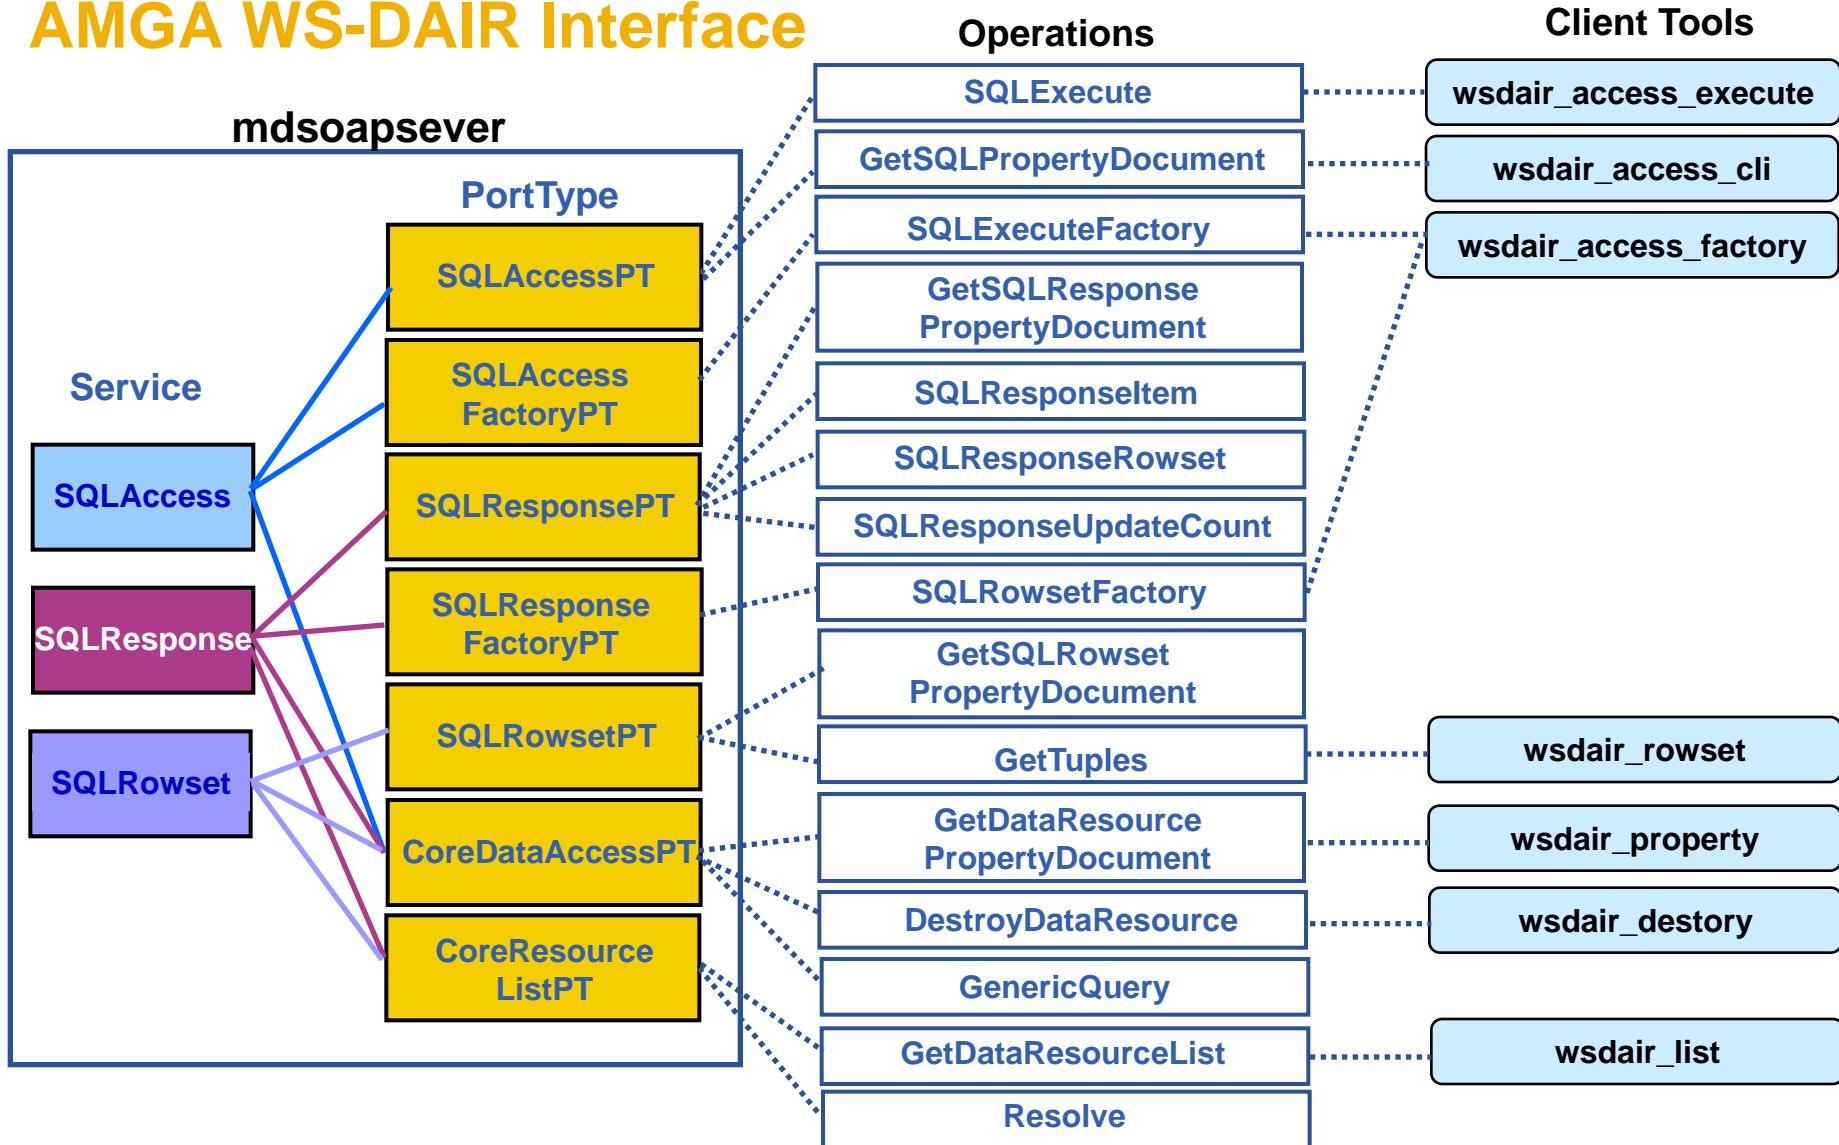 AMGA WS-DAIR Interface
mdsoapsever
Service
SQLAccess
SQLResponse
SQLRowset
PortType
SQLAccessPT
SQLAccess
FactoryPT
SQLResponsePT
SQLResponse
FactoryPT
SQLRowsetPT
CoreDataAccessPT
CoreResource
ListPT
Operations
SQLExecute
GetSQLPropertyDocument
SQLExecuteFactory
GetSQLResponse
PropertyDocument
SQLResponseItem
SQLResponseRowset
SQLResponseUpdateCount
SQLRowsetFactory
GetSQLRowset
PropertyDocument
GetTuples
GetDataResource
PropertyDocument
DestroyDataResource
GenericQuery
GetDataResourceList
Resolve
Client Tools
wsdair_access_execute
wsdair_access_cli
wsdair_access_factory
wsdair_rowset
wsdair_property
wsdair_destory
wsdair_list